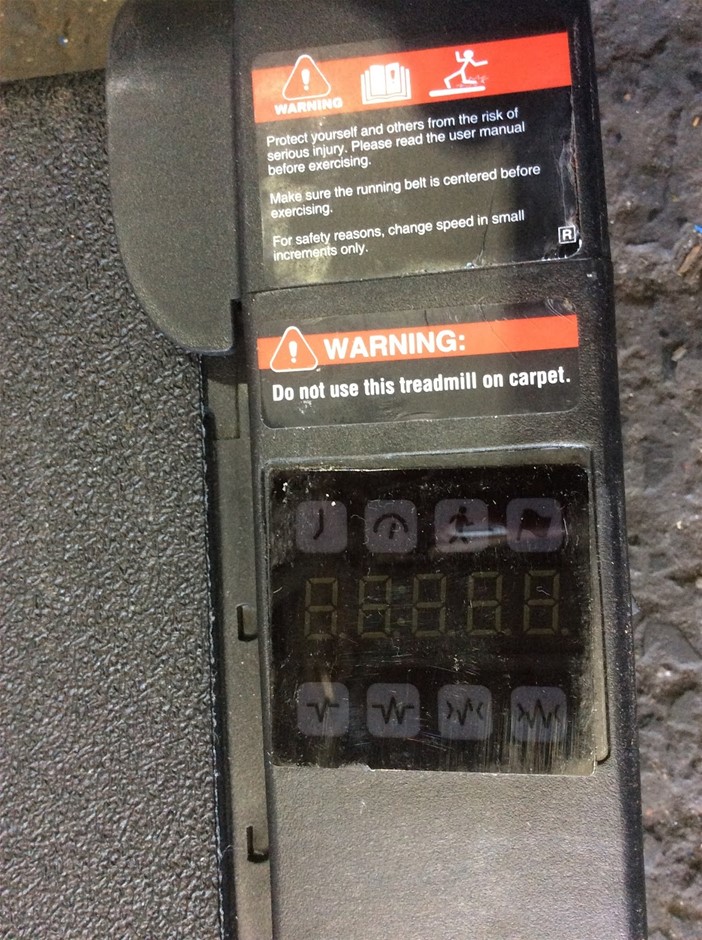 WARNING
Protect yourself and others from the risk of
serious injury. Please read the user manual
before exercising.
Make sure the running belt is centered before
exercising.
For safety reasons, change speed in small
increments only.
R
WARNING:
Do not use this treadmill on carpet.